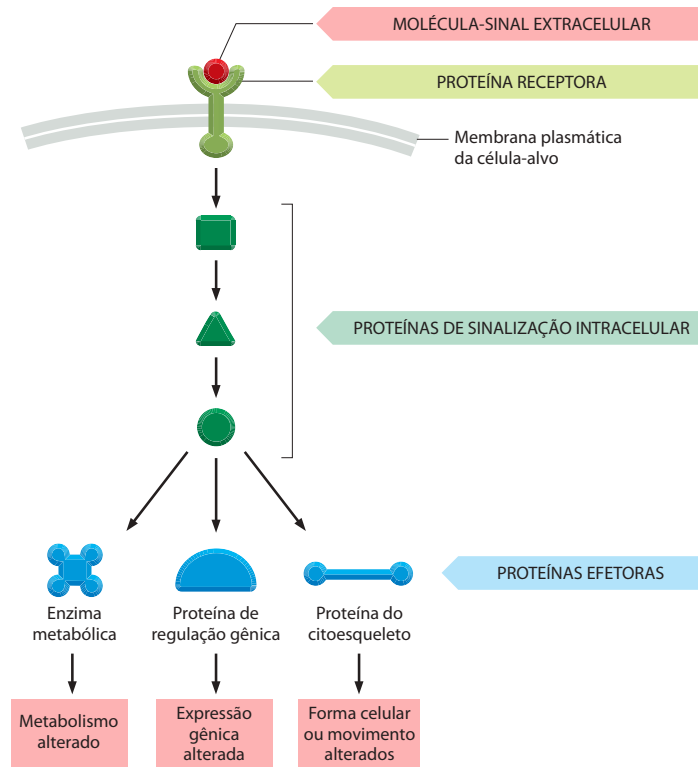 MOLÉCULA-SINAL EXTRACELULAR
PROTEÍNA RECEPTORA
Membrana plasmática
da célula-alvo
PROTEÍNAS DE SINALIZAÇÃO INTRACELULAR
PROTEÍNAS EFETORAS
Enzima
metabólica
Proteína de
regulação gênica
Proteína do
citoesqueleto
Metabolismo
alterado
Expressão
gênica
alterada
Forma celular
ou movimento
alterados